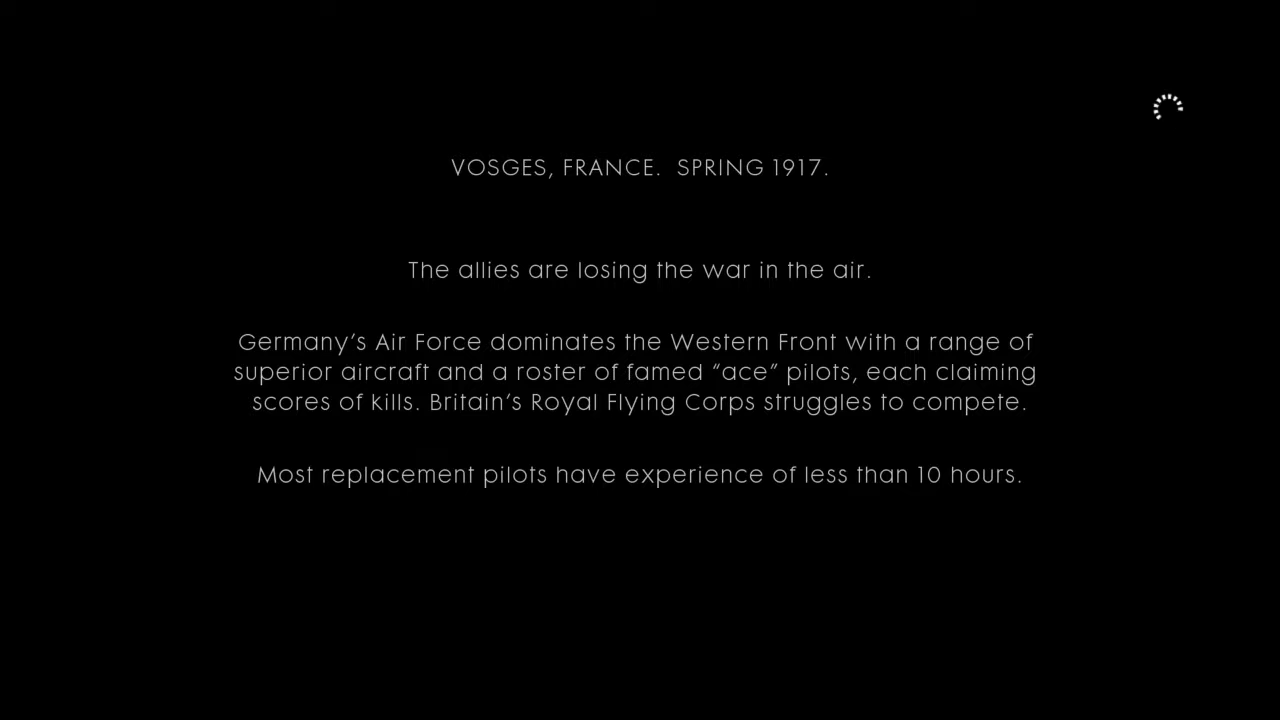 VOSGES, FRANCE. SPRING 1917.
The allies are losing the war in the air.
Germany’s Air Force dominates the Western Front with a range of
superior aircraft and a roster of famed “ace” pilots, each claiming
scores of kills. Britain’s Royal Flying Corps struggles to compete.
Most replacement pilots have experience of less than 10 hours.